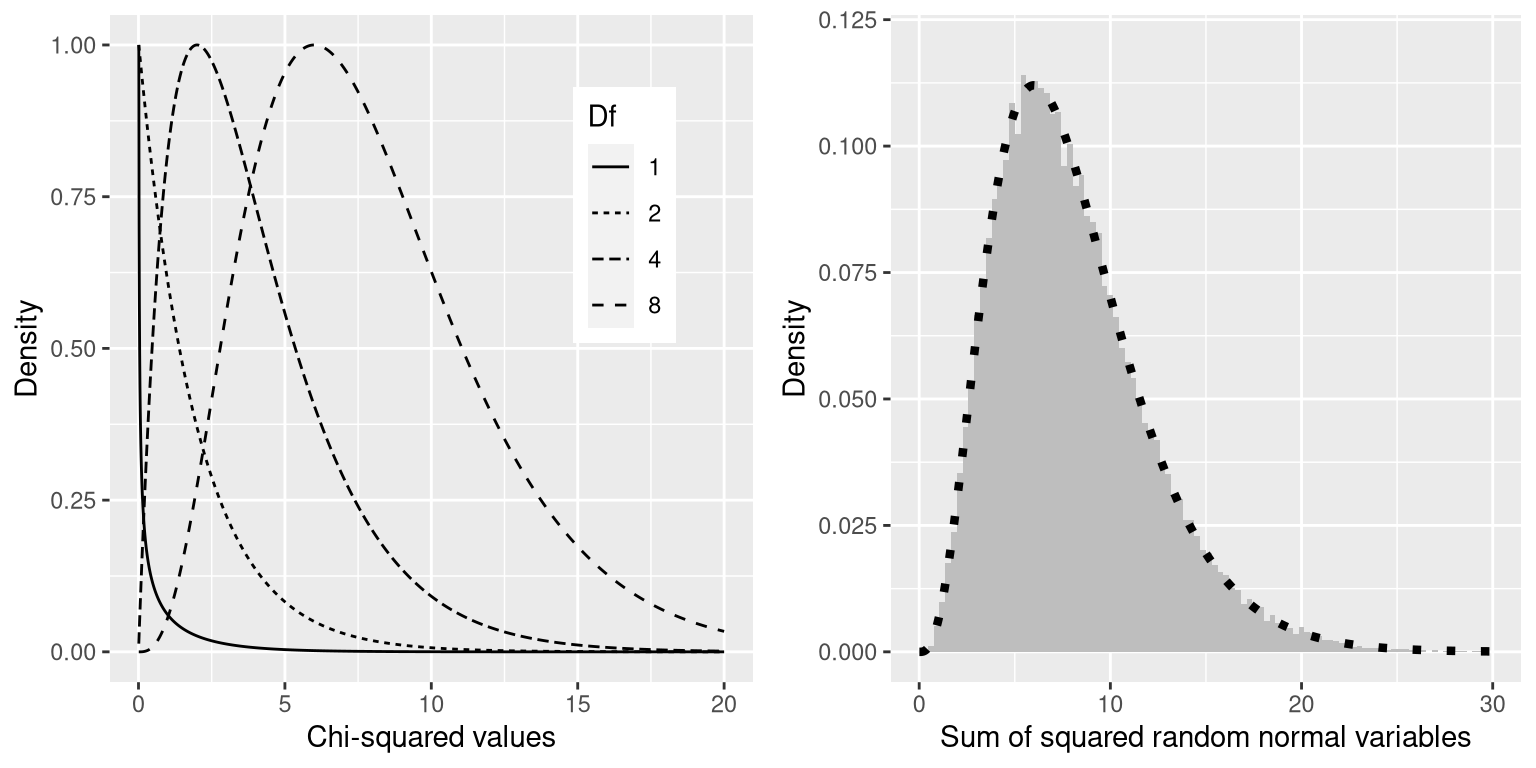 1.00
0.75
0.50
0.25
0.00
Density
0 5 10 15 20
Chi-squared values
Df
1
2
4
8
0.125
0.100
0.075
0.050
0.025
0.000
Density
0 10 20 30
Sum of squared random normal variables